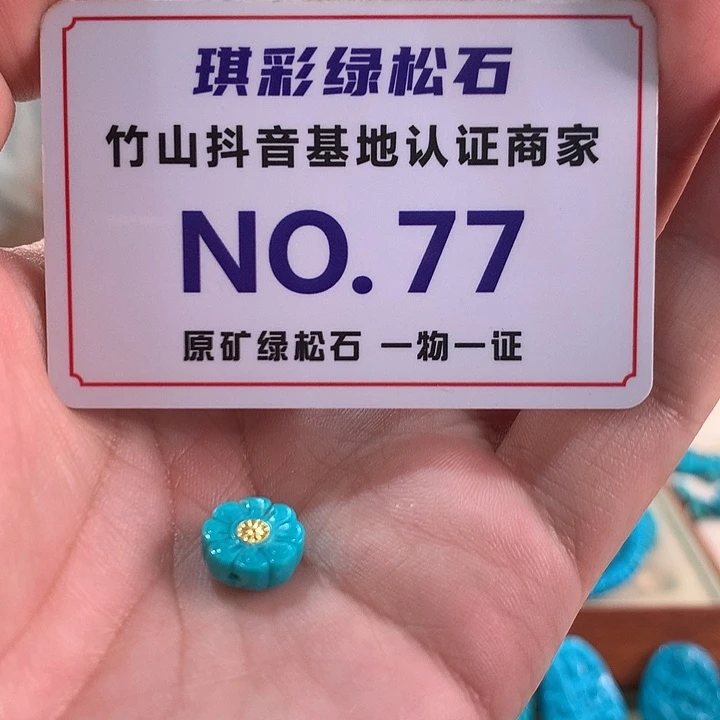 琪彩绿松石
竹山抖音基地认证商家
NO.77
原矿绿松石 一物一证